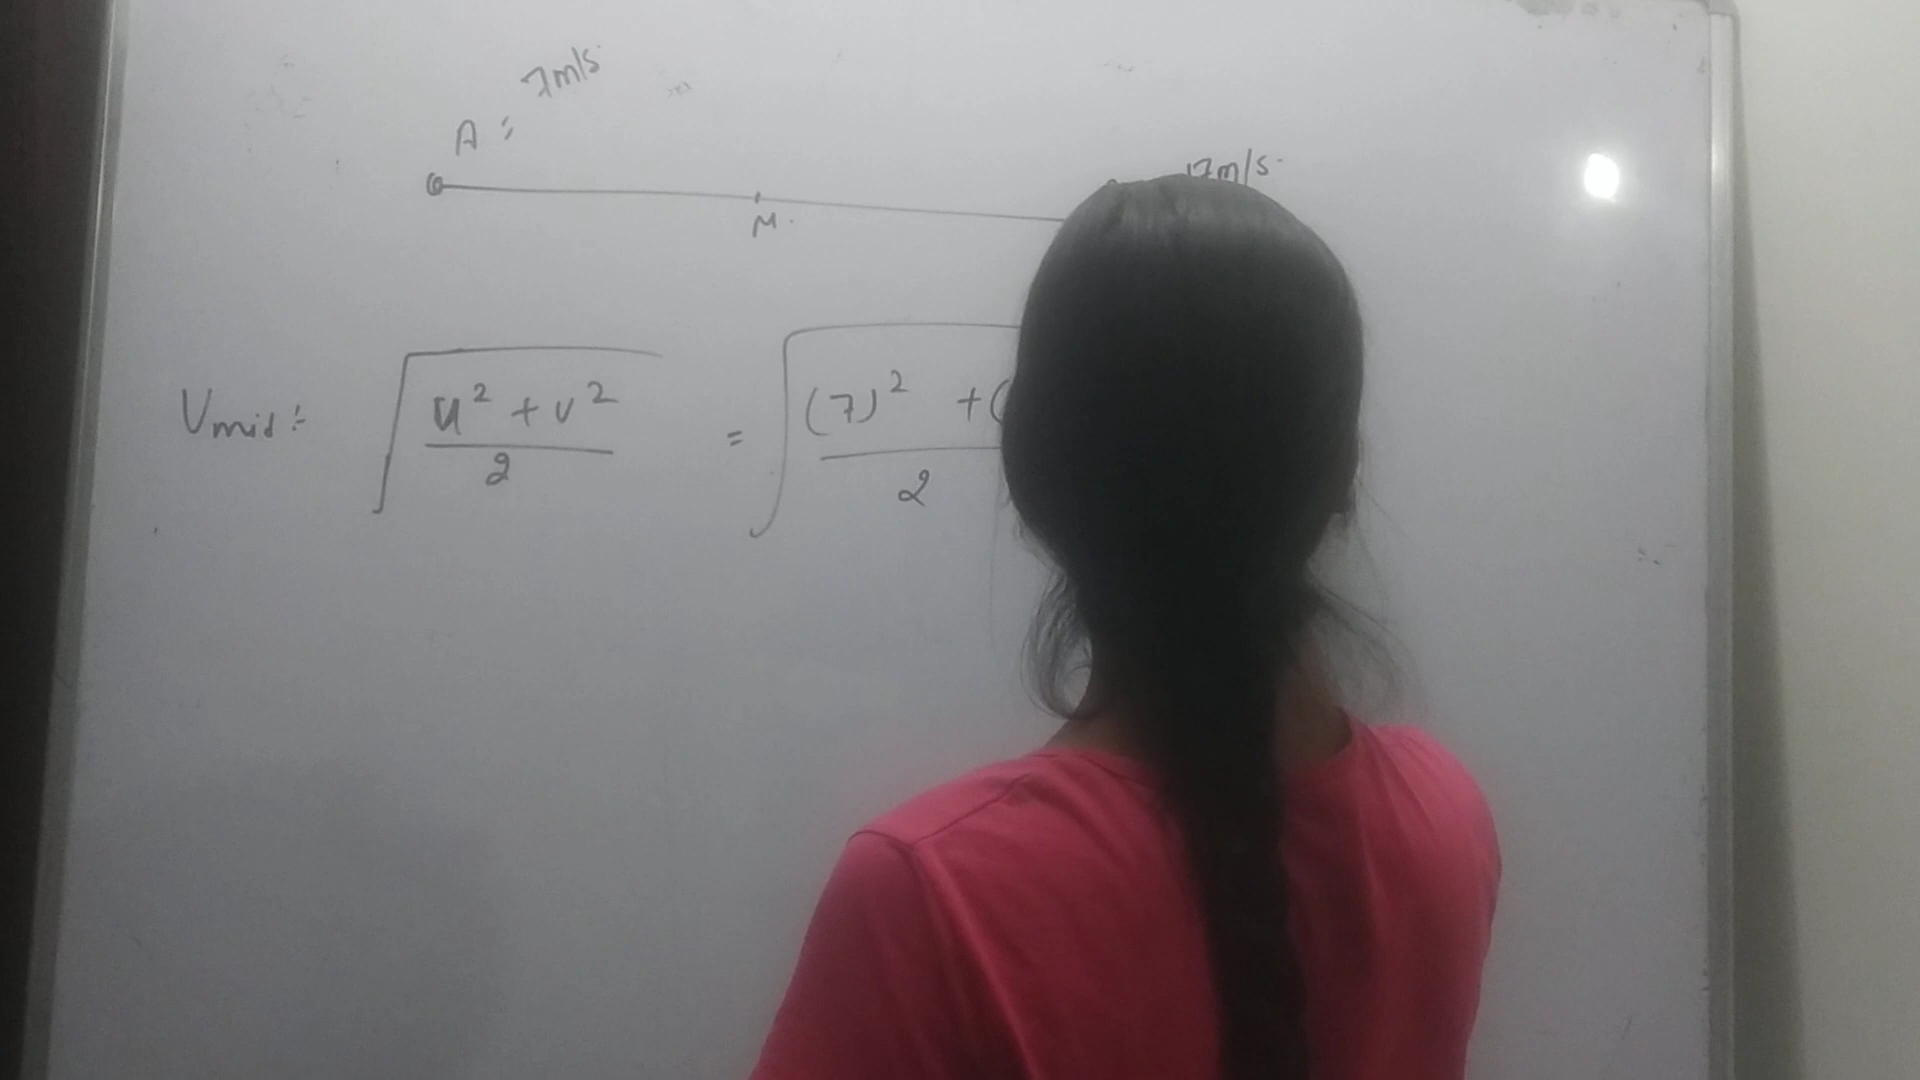 7m/s
A :
17m/s.
M.
Vmid : √(u² + v² / 2) = √((7)² + ( / 2)